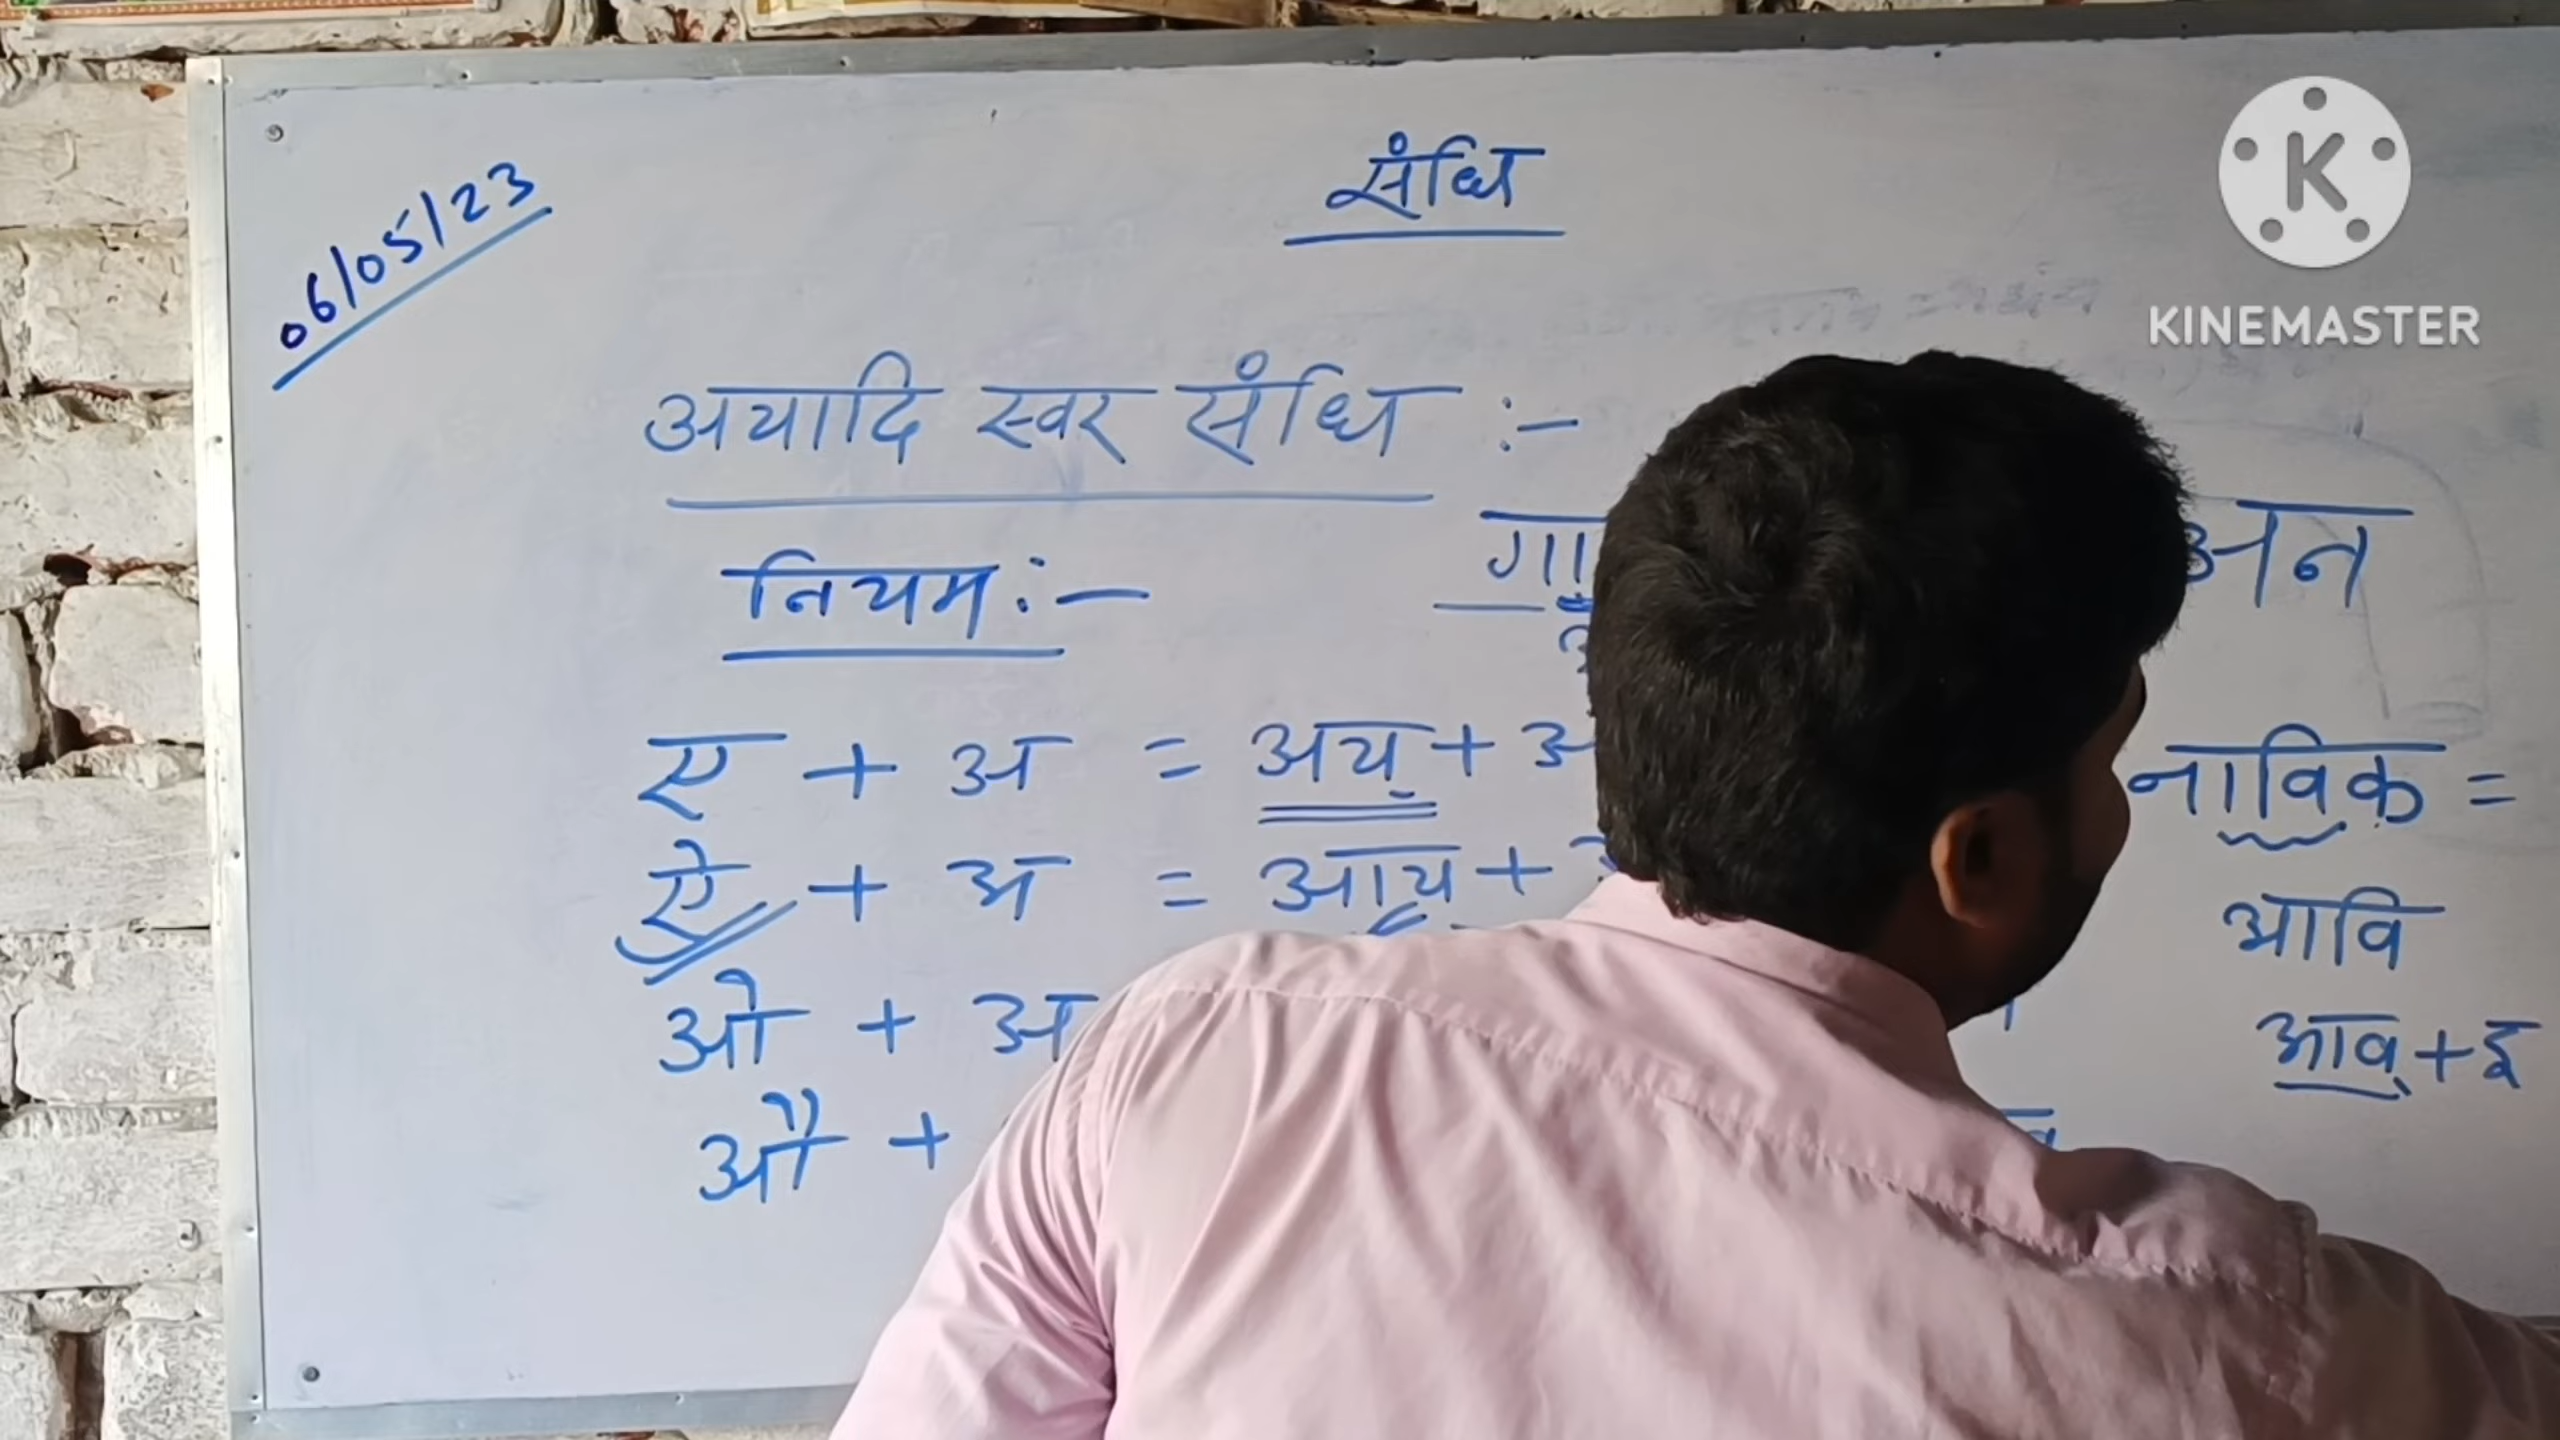 संधि
06/05/23
KINEMASTER
अयादि स्वर संधि :-
नियम :-
अन
ए + अ = अय् + अ
नाविक =
ऐ + अ = आय +
आवि
ओ + अ
आव् + इ
औ +